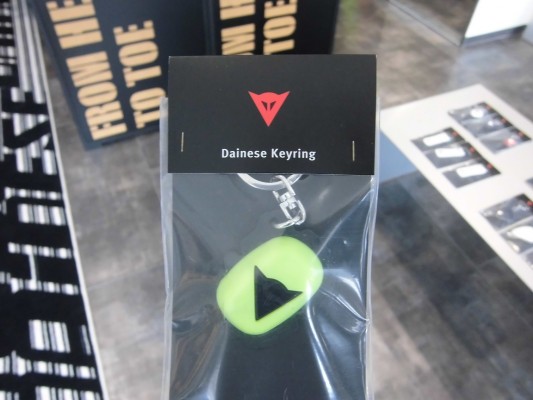 FROM HE
TO TOE
FROM HE
TO TOE
Dainese Keyring